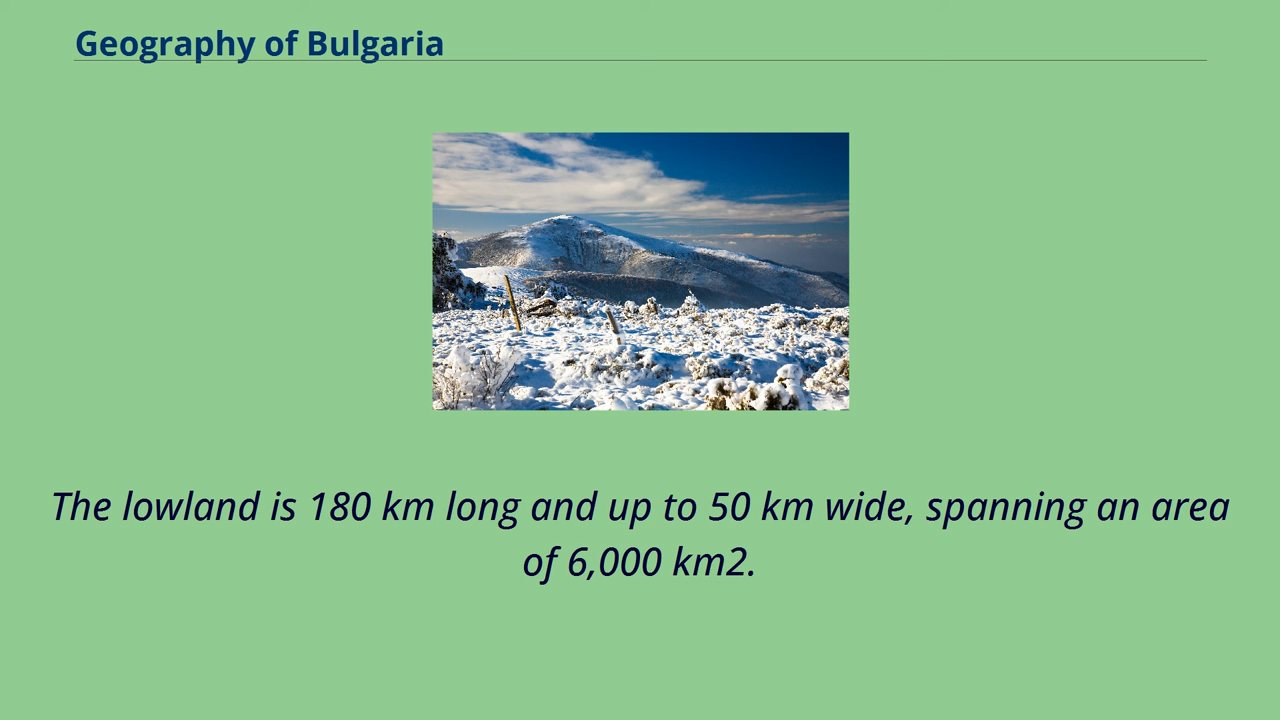 Geography of Bulgaria
The lowland is 180 km long and up to 50 km wide, spanning an area
of 6,000 km2.